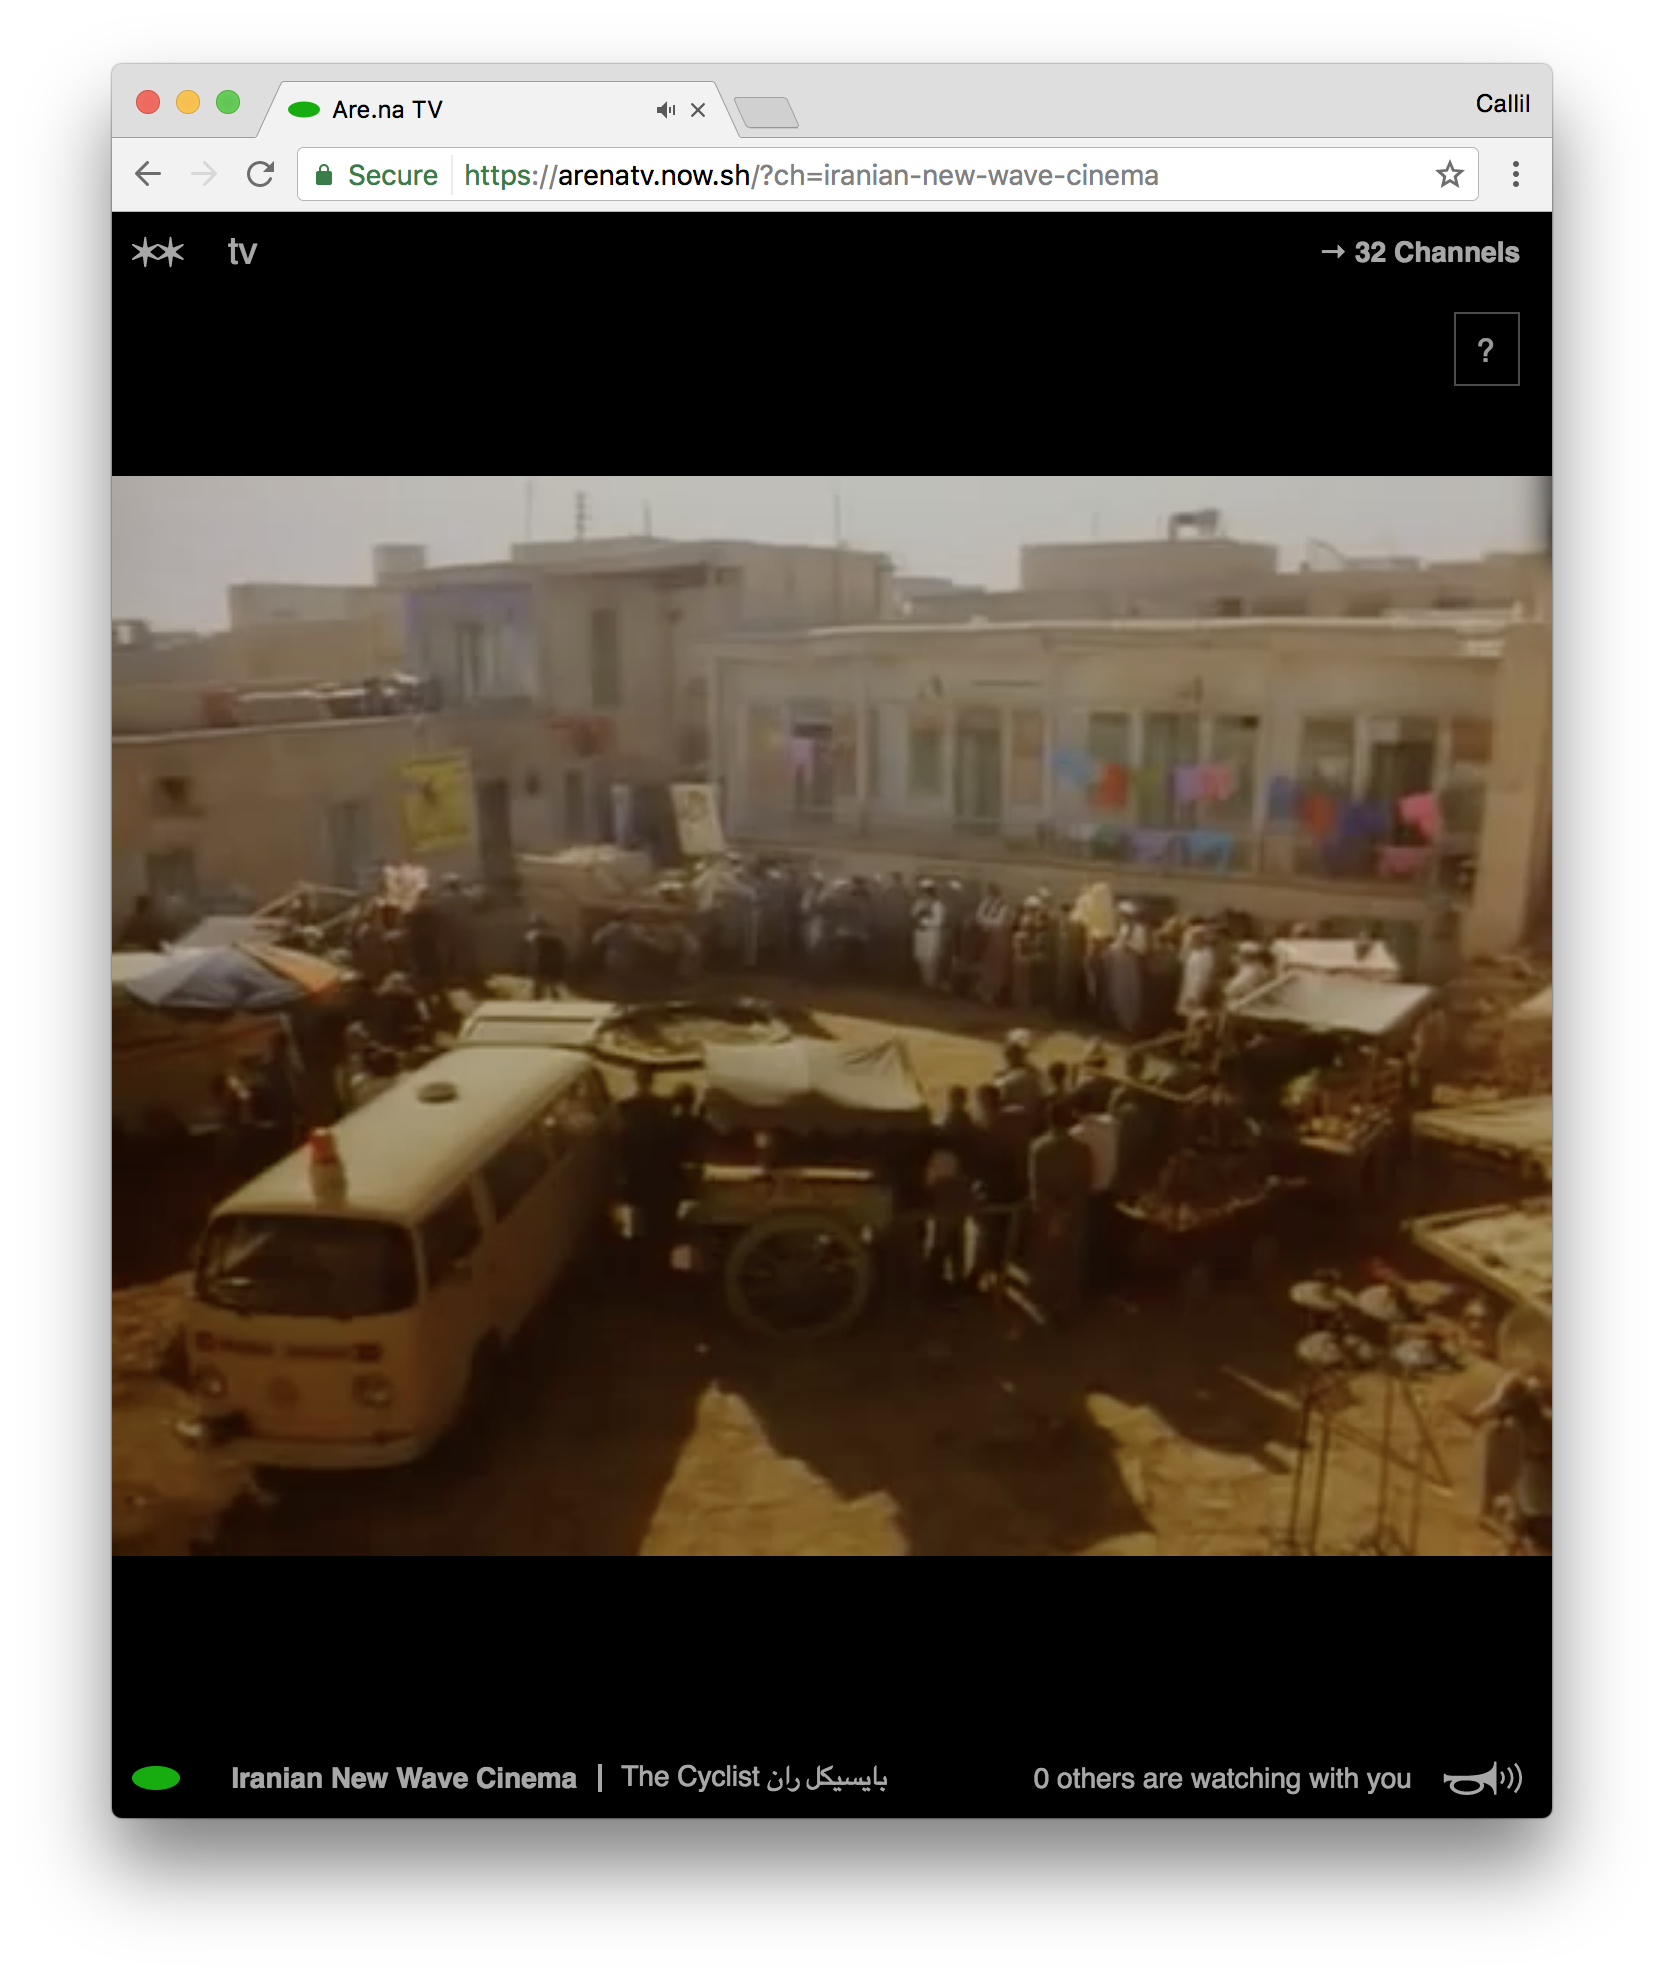 Are.na TV
Callil
Secure https://arenatv.now.sh/?ch=iranian-new-wave-cinema
tv
→ 32 Channels
?
Iranian New Wave Cinema | The Cyclist بایسیکل ران
0 others are watching with you